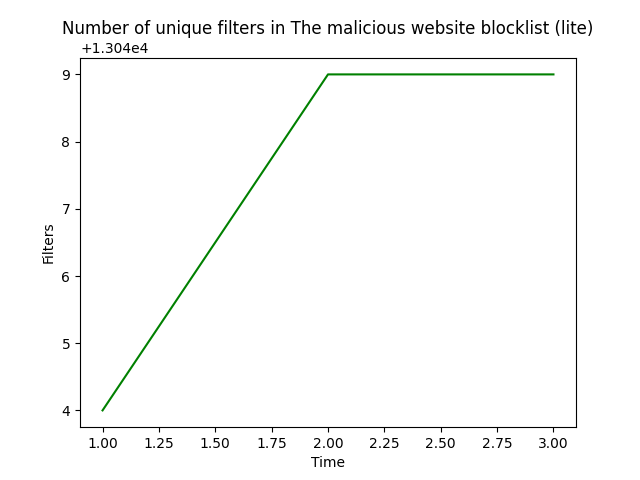 Number of unique filters in The malicious website blocklist (lite)
+1.304e4
9
8
7
6
5
4
Filters
1.00 1.25 1.50 1.75 2.00 2.25 2.50 2.75 3.00
Time